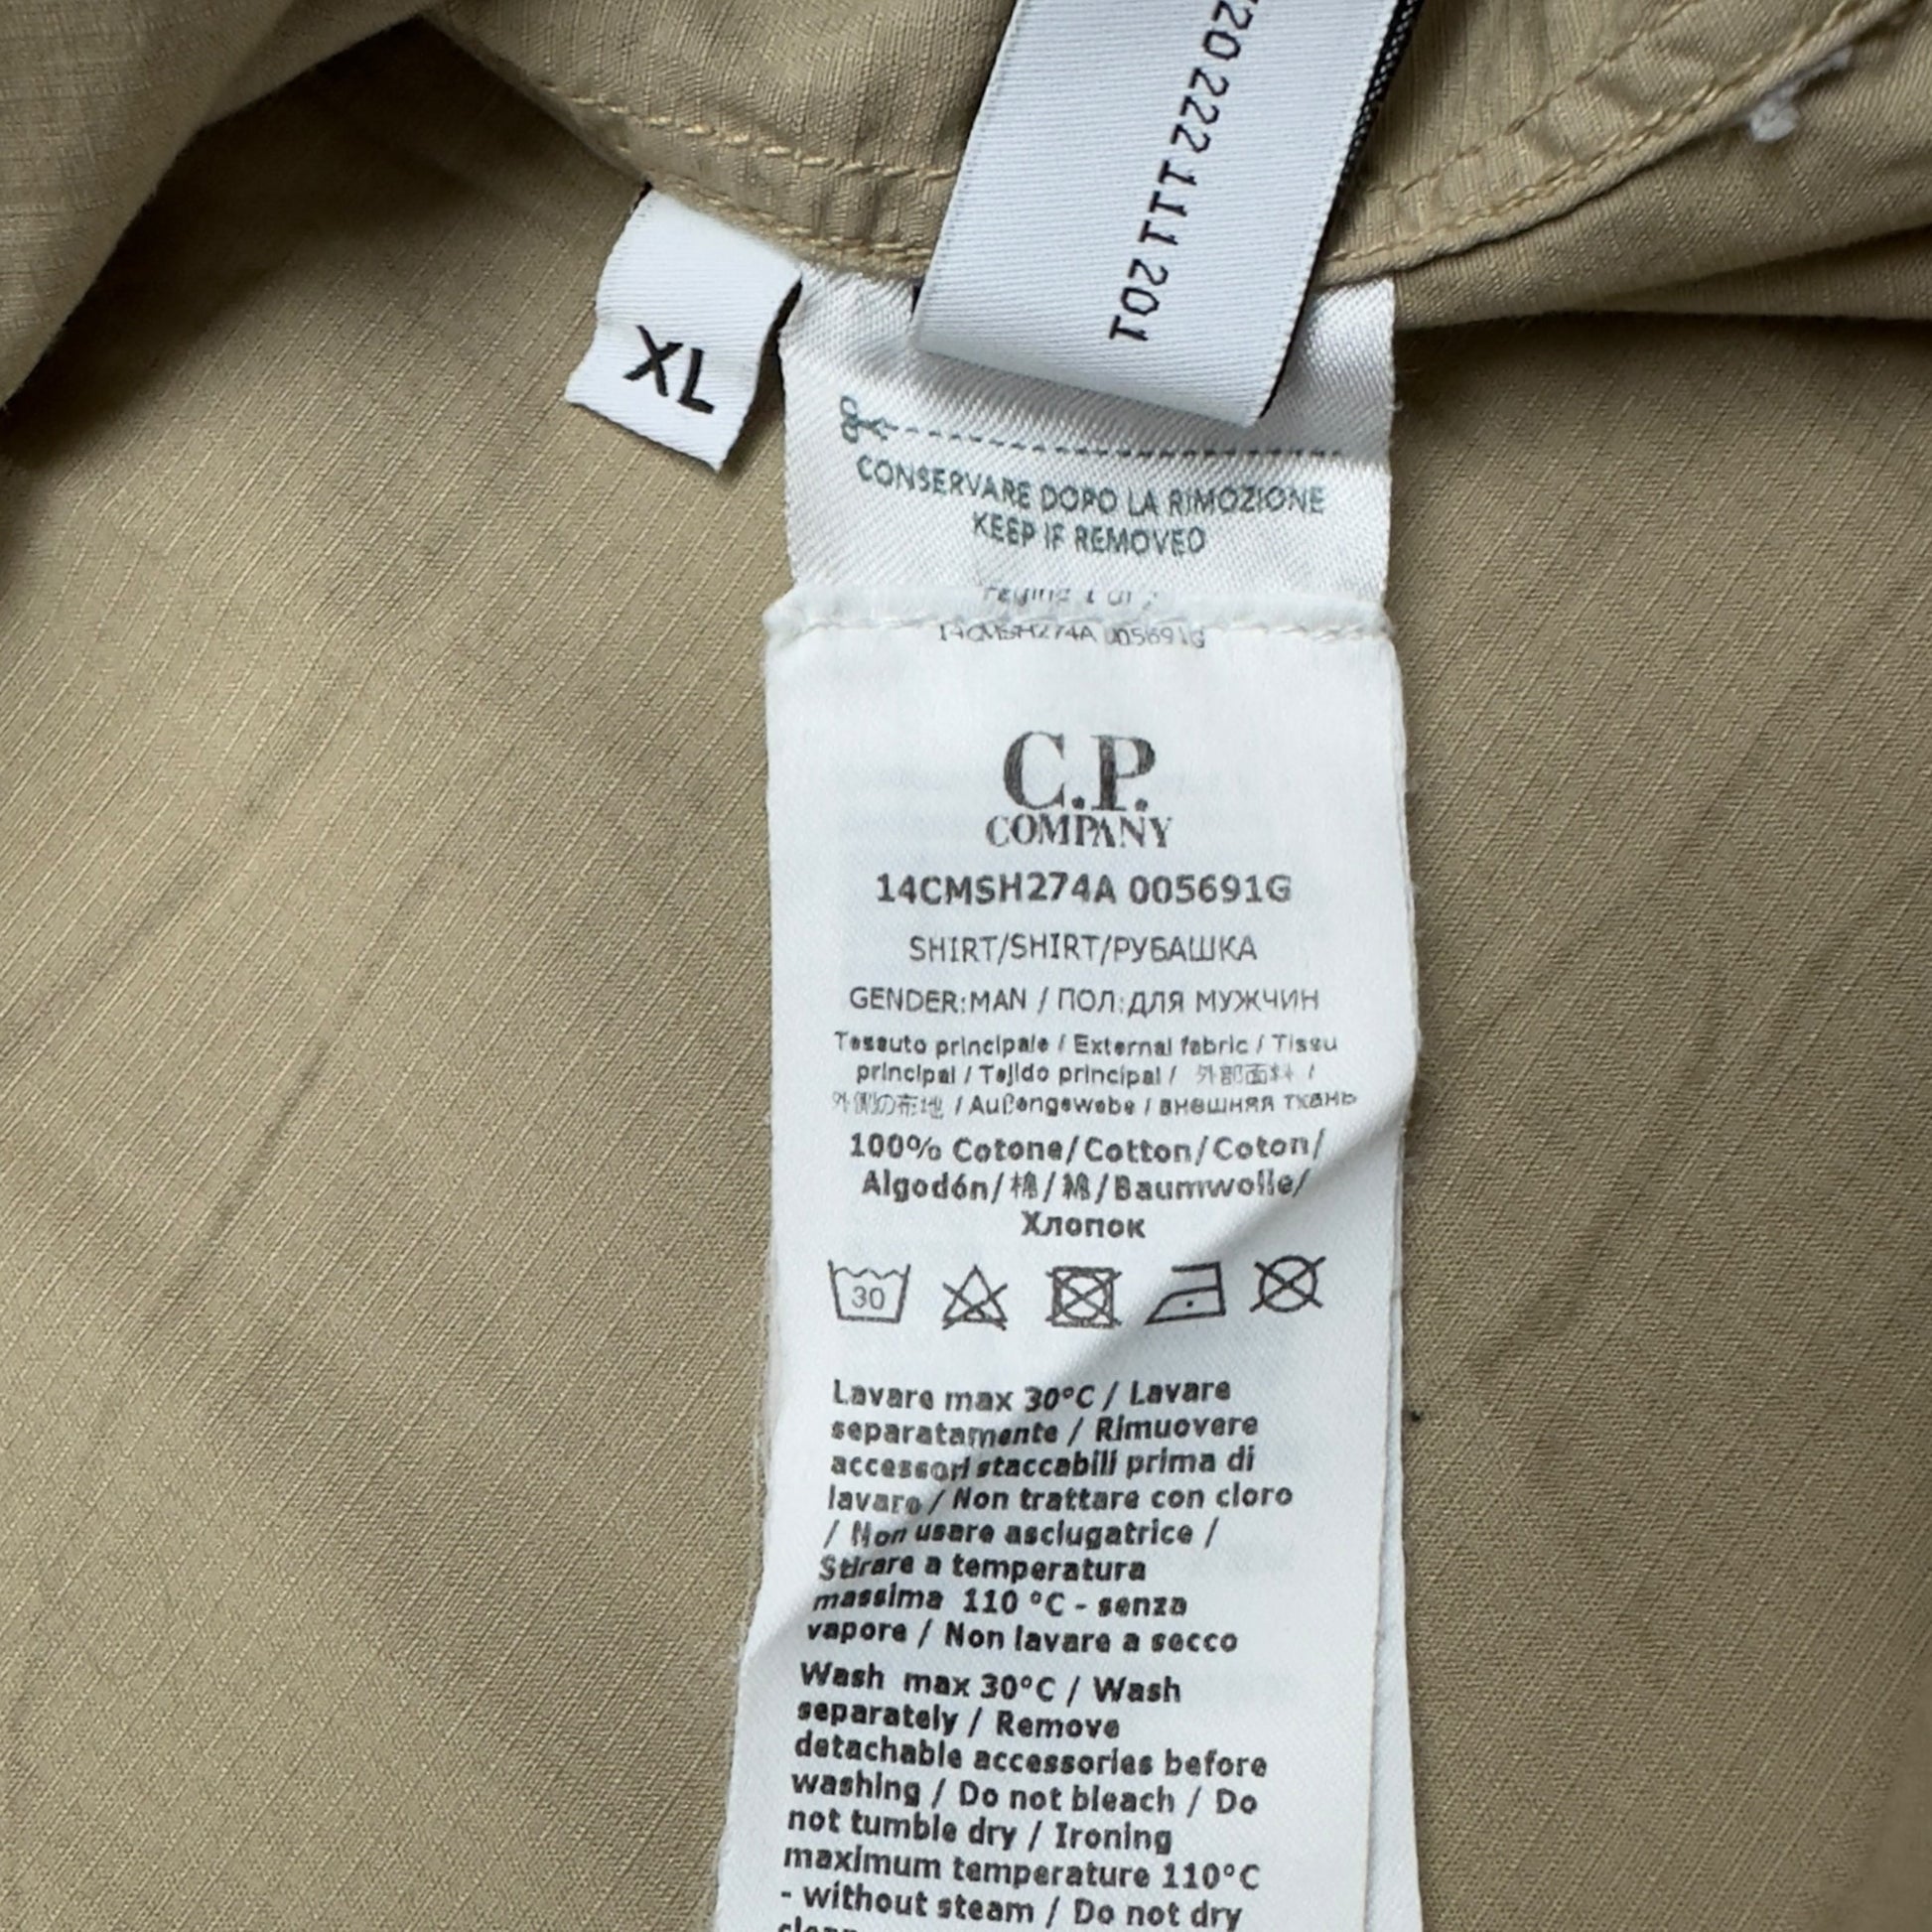 2022211201
XL
CONSERVARE DOPO LA RIMOZIONE
KEEP IF REMOVED
14CMSH274A 005691G
C.P.
COMPANY
14CMSH274A 005691G
SHIRT/SHIRT/РУБАШКА
GENDER:MAN / ПОЛ:ДЛЯ МУЖЧИН
Tessuto principale / External fabric / Tissu
principal / Tejido principal / 外部面料 /
外側の布地 / Außengewebe / внешняя ткань
100% Cotone/Cotton/Coton/
Algodón/棉/綿/Baumwolle/
Хлопок
30
Lavare max 30°C / Lavare
separatamente / Rimuovere
accessori staccabili prima di
lavare / Non trattare con cloro
/ Non usare asciugatrice /
Stirare a temperatura
massima 110 °C - senza
vapore / Non lavare a secco
Wash max 30°C / Wash
separately / Remove
detachable accessories before
washing / Do not bleach / Do
not tumble dry / Ironing
maximum temperature 110°C
- without steam / Do not dry